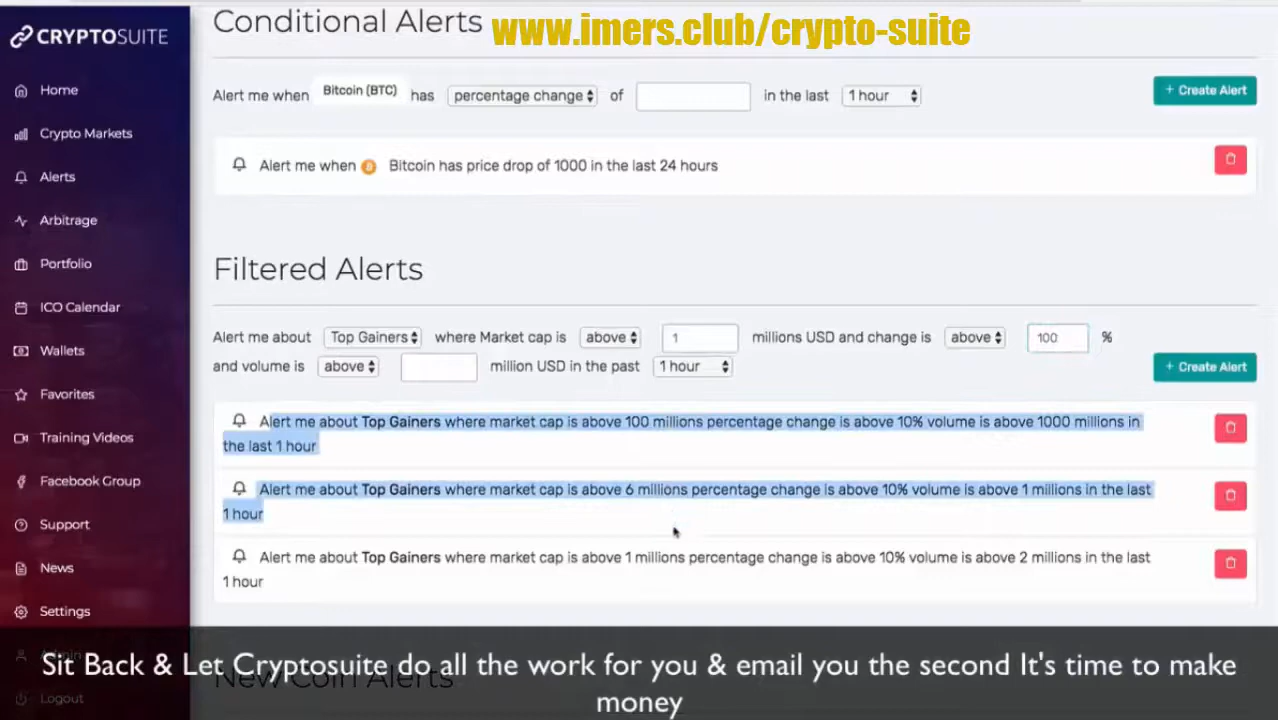 www.imers.club/crypto-suite
CRYPTOSUITE
Home
Crypto Markets
Alerts
Arbitrage
Portfolio
ICO Calendar
Wallets
Favorites
Training Videos
Facebook Group
Support
News
Settings
Admin
Logout
Conditional Alerts
Alert me when Bitcoin (BTC) has percentage change of in the last 1 hour + Create Alert
Alert me when Bitcoin has price drop of 1000 in the last 24 hours
Filtered Alerts
Alert me about Top Gainers where Market cap is above 1 millions USD and change is above 100 %
and volume is above million USD in the past 1 hour + Create Alert
Alert me about Top Gainers where market cap is above 100 millions percentage change is above 10% volume is above 1000 millions in
the last 1 hour
Alert me about Top Gainers where market cap is above 6 millions percentage change is above 10% volume is above 1 millions in the last
1 hour
Alert me about Top Gainers where market cap is above 1 millions percentage change is above 10% volume is above 2 millions in the last
1 hour
New Coin Alerts
Sit Back & Let Cryptosuite do all the work for you & email you the second It's time to make
money